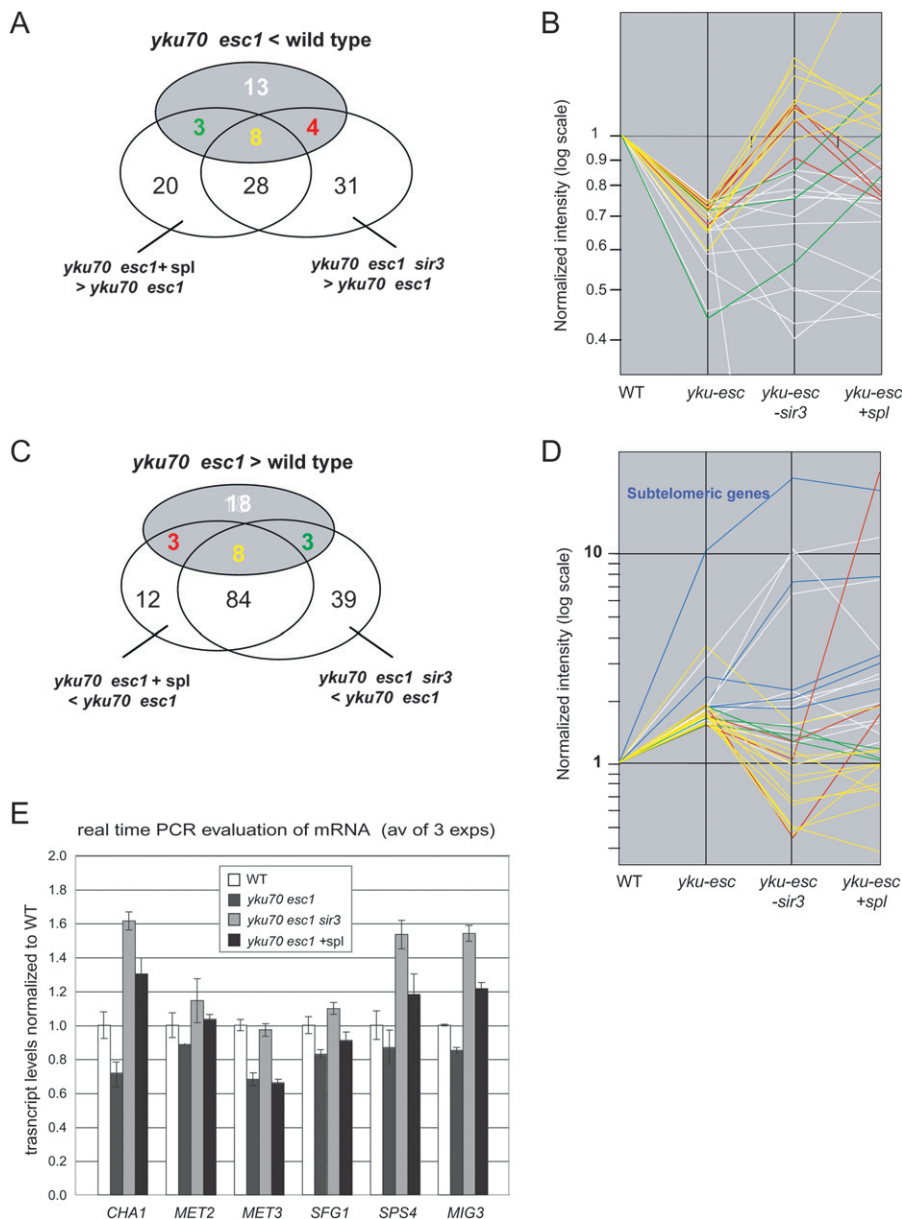 A
yku70 esc1 < wild type
13
3
8
4
20
28
31
yku70 esc1+ spl
> yku70 esc1
yku70 esc1 sir3
> yku70 esc1
B
Normalized intensity (log scale)
1
0.9
0.8
0.7
0.6
0.5
0.4
WT
yku-esc
yku-esc
-sir3
yku-esc
+spl
C
yku70 esc1 > wild type
18
3
8
3
12
84
39
yku70 esc1 + spl
< yku70 esc1
yku70 esc1 sir3
< yku70 esc1
D
Subtelomeric genes
Normalized intensity (log scale)
10
1
WT
yku-esc
yku-esc
-sir3
yku-esc
+spl
E
real time PCR evaluation of mRNA (av of 3 exps)
trasncript levels normalized to WT
2.0
1.8
1.6
1.4
1.2
1.0
0.8
0.6
0.4
0.2
0.0
WT
yku70 esc1
yku70 esc1 sir3
yku70 esc1 +spl
CHA1
MET2
MET3
SFG1
SPS4
MIG3